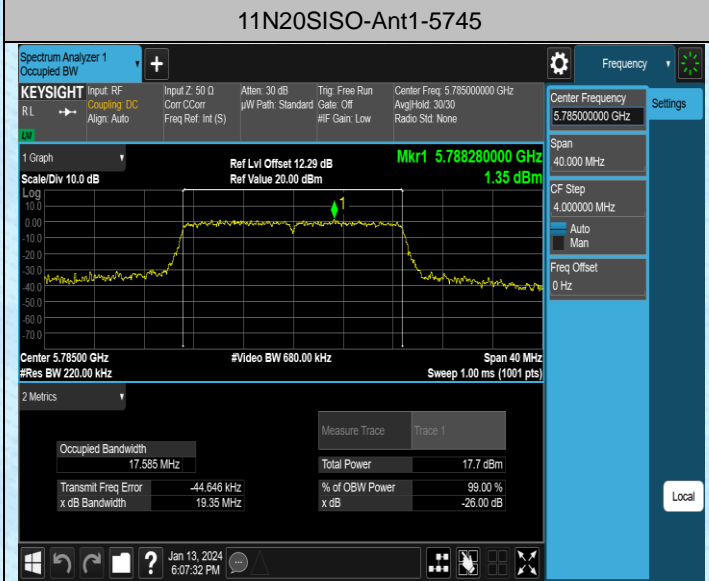 11N20SISO-Ant1-5745
Spectrum Analyzer 1
Occupied BW
+
Frequency
KEYSIGHT
RL
LXI
Input: RF
Coupling: DC
Align: Auto
Input Z: 50 Ω
Corr CCorr
Freq Ref: Int (S)
Atten: 30 dB
µW Path: Standard
Trig: Free Run
Gate: Off
#IF Gain: Low
Center Freq: 5.785000000 GHz
Avg|Hold: 30/30
Radio Std: None
Center Frequency
5.785000000 GHz
Settings
Span
40.000 MHz
CF Step
4.000000 MHz
Auto
Man
Freq Offset
0 Hz
1 Graph
Scale/Div 10.0 dB
Ref Lvl Offset 12.29 dB
Ref Value 20.00 dBm
Mkr1 5.788280000 GHz
1.35 dBm
Log
10.0
0.00
-10.0
-20.0
-30.0
-40.0
-50.0
-60.0
-70.0
1
Center 5.78500 GHz
#Res BW 220.00 kHz
#Video BW 680.00 kHz
Span 40 MHz
Sweep 1.00 ms (1001 pts)
2 Metrics
Measure Trace Trace 1
Occupied Bandwidth
17.585 MHz
Total Power 17.7 dBm
Transmit Freq Error -44.646 kHz
x dB Bandwidth 19.35 MHz
% of OBW Power 99.00 %
x dB -26.00 dB
Local
?
Jan 13, 2024
6:07:32 PM